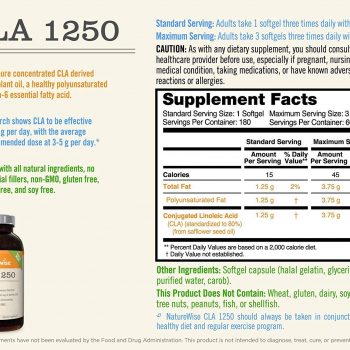 LA 1250
ure concentrated CLA derived
plant oil, a healthy polyunsaturated
-6 essential fatty acid.
rch shows CLA to be effective
g per day, with the average
mended dose at 3-5 g per day.*
with all natural ingredients, no
ial fillers, non-GMO, gluten free,
free, and soy free.
NatureWise
1250
Standard Serving: Adults take 1 softgel three times daily with
Maximum Serving: Adults take 3 softgels three times daily with
CAUTION: As with any dietary supplement, you should consult
healthcare provider before use, especially if pregnant, nursing
medical condition, taking medications, or have known adverse
reactions or allergies.
Supplement Facts
Standard Serving Size: 1 Softgel Maximum Serving Size: 3
Servings Per Container: 180 Servings Per Container: 6
Standard Serving Maximum S
Amount Per Serving % Daily Value** Amount Per Serving
Calories 15 45
Total Fat 1.25 g 2% 3.75 g
Polyunsaturated Fat 1.25 g † 3.75 g
Conjugated Linoleic Acid 1.25 g † 3.75 g
(CLA) (standardized to 80%)
(from safflower seed oil)
** Percent Daily Values are based on a 2,000 calorie diet.
† Daily Value not established.
Other Ingredients: Softgel capsule (halal gelatin, glycerin
purified water, carob).
This Product Does Not Contain: Wheat, gluten, dairy, soy
tree nuts, peanuts, fish, or shellfish.
*NatureWise CLA 1250 should always be taken in conjunct
healthy diet and regular exercise program.
ments have not been evaluated by the Food and Drug Administration. This product is not intended to diagnose, treat, cure, or prevent